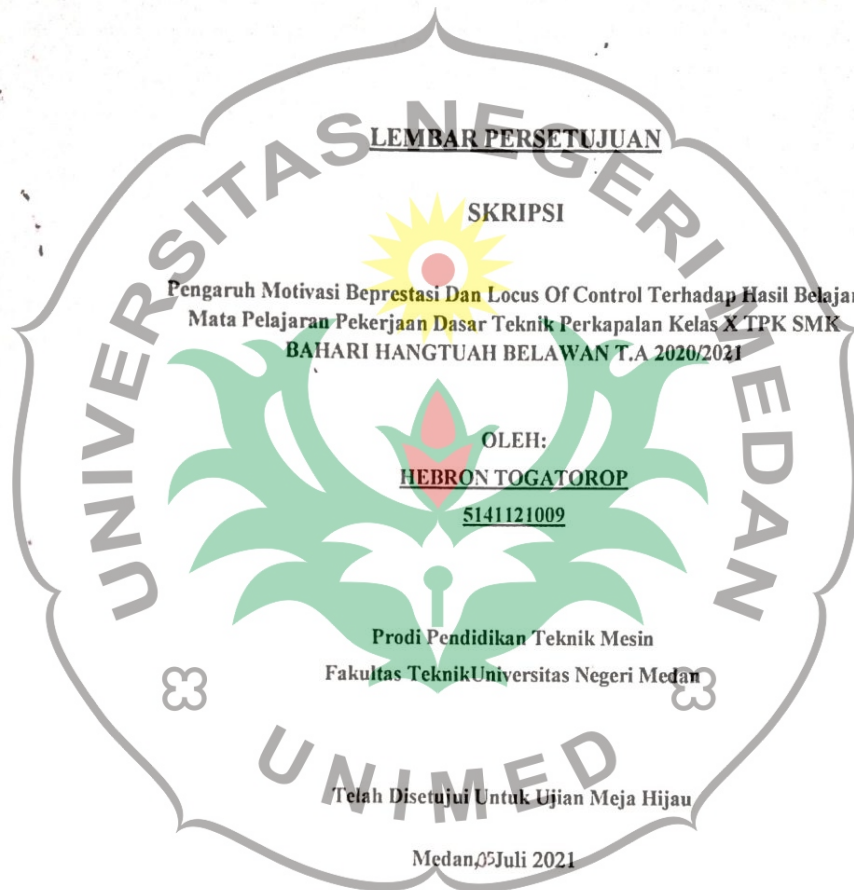 UNIVERSITAS NEGERI MEDAN
LEMBAR PERSETUJUAN
SKRIPSI
Pengaruh Motivasi Beprestasi Dan Locus Of Control Terhadap Hasil Belajar
Mata Pelajaran Pekerjaan Dasar Teknik Perkapalan Kelas X TPK SMK
BAHARI HANGTUAH BELAWAN T.A 2020/2021
OLEH:
HEBRON TOGATOROP
5141121009
Prodi Pendidikan Teknik Mesin
Fakultas TeknikUniversitas Negeri Medan
UNIMED
Telah Disetujui Untuk Ujian Meja Hijau
Medan,05Juli 2021